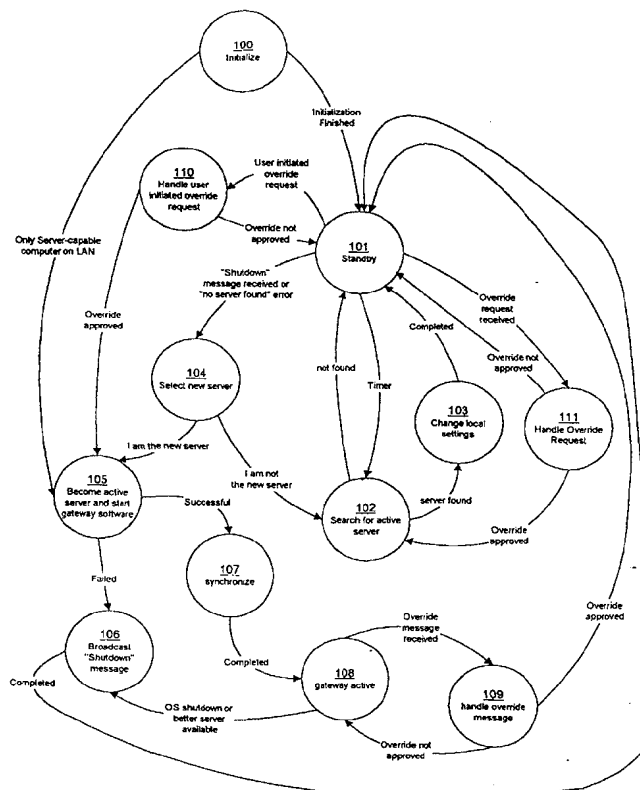 100
Initialize
Initialization
Finished
110
Handle user
initiated override
request
User initiated
override
request
Override not
approved
101
Standby
Only Server-capable
computer on LAN
"Shutdown"
message received or
"no server found" error
Override
request
received
Override
approved
Completed
Override not
approved
104
Select new
server
not found
Timer
103
Change local
settings
111
Handle Override
Request
I am the new server
I am not
the new server
105
Become active
server and start
gateway software
Successful
102
Search for active
server
server found
Override
approved
107
synchronize
Failed
106
Broadcast
"Shutdown"
message
Override
message
received
Override
approved
Completed
Completed
108
gateway active
109
handle override
message
OS shutdown or
better server
available
Override not
approved